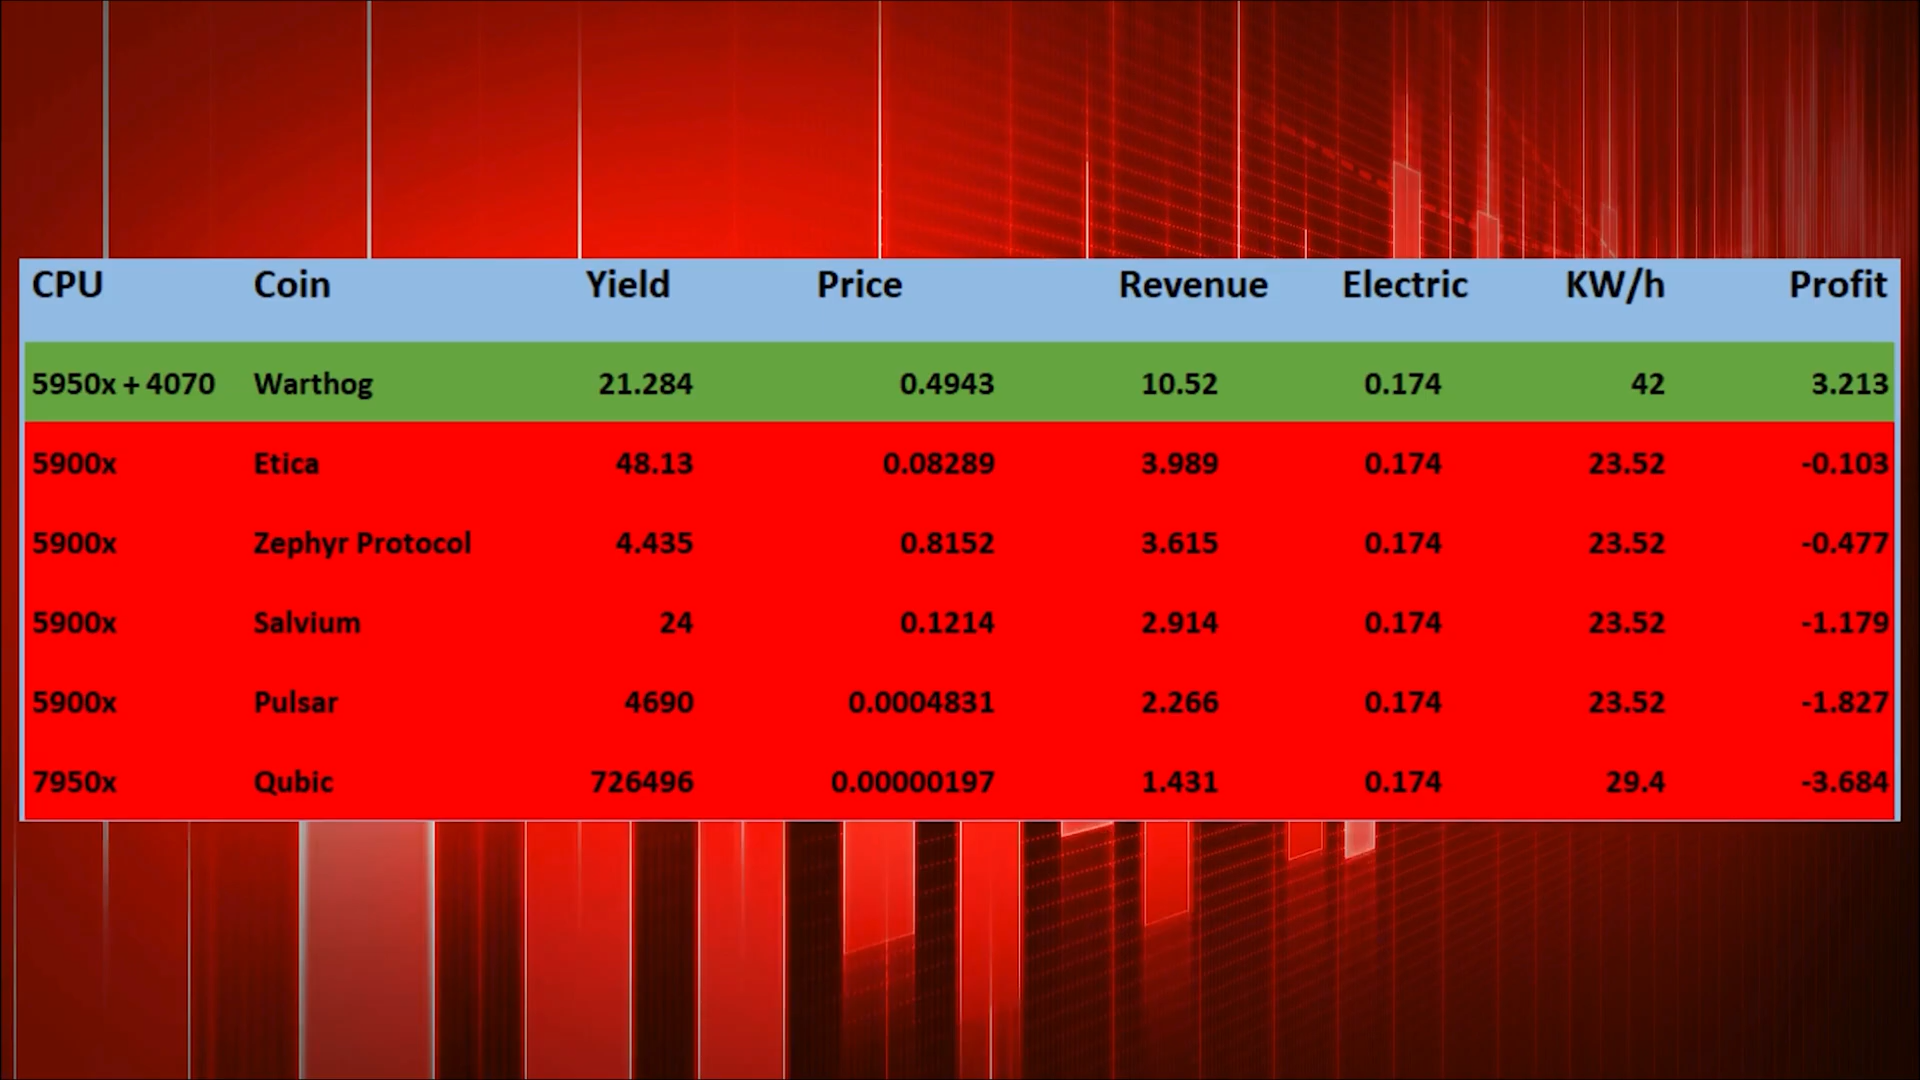 CPU Coin Yield Price Revenue Electric KW/h Profit
5950x + 4070 Warthog 21.284 0.4943 10.52 0.174 42 3.213
5900x Etica 48.13 0.08289 3.989 0.174 23.52 -0.103
5900x Zephyr Protocol 4.435 0.8152 3.615 0.174 23.52 -0.477
5900x Salvium 24 0.1214 2.914 0.174 23.52 -1.179
5900x Pulsar 4690 0.0004831 2.266 0.174 23.52 -1.827
7950x Qubic 726496 0.00000197 1.431 0.174 29.4 -3.684